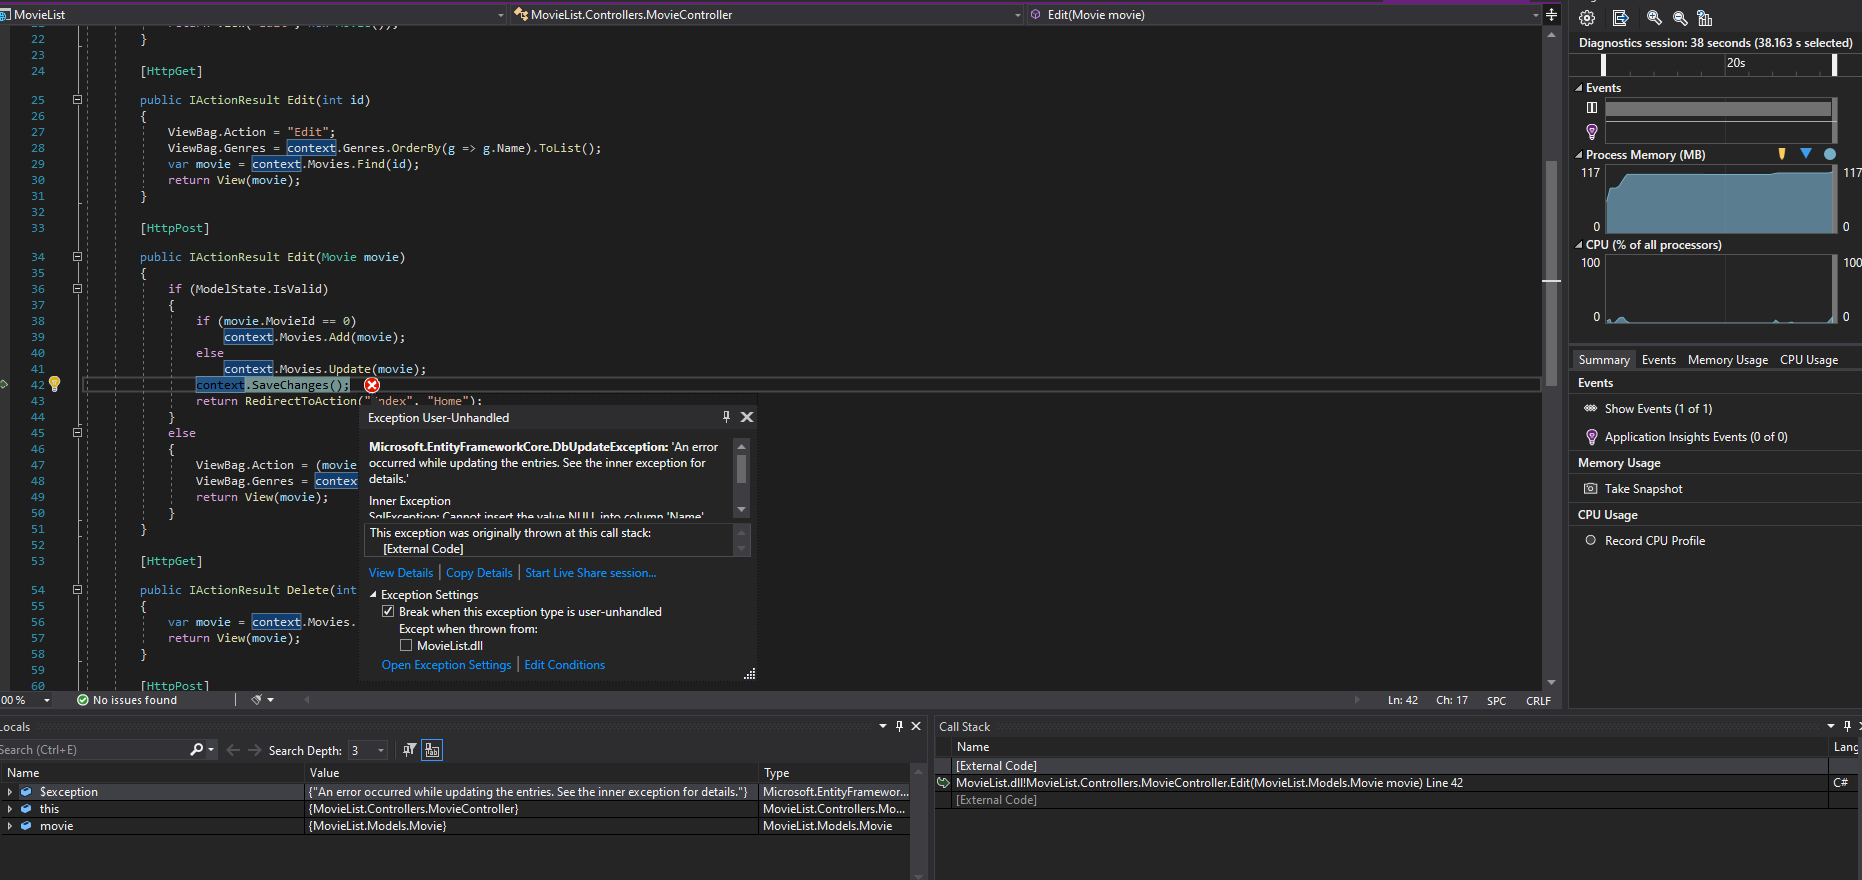 MovieList
MovieList.Controllers.MovieController
Edit(Movie movie)
22 }
23
24 [HttpGet]
25 public IActionResult Edit(int id)
26 {
27 ViewBag.Action = "Edit";
28 ViewBag.Genres = context.Genres.OrderBy(g => g.Name).ToList();
29 var movie = context.Movies.Find(id);
30 return View(movie);
31 }
32
33 [HttpPost]
34 public IActionResult Edit(Movie movie)
35 {
36 if (ModelState.IsValid)
37 {
38 if (movie.MovieId == 0)
39 context.Movies.Add(movie);
40 else
41 context.Movies.Update(movie);
42 context.SaveChanges();
43 return RedirectToAction("Index", "Home");
44 }
45 else
46 {
47 ViewBag.Action = (movie
48 ViewBag.Genres = contex
49 return View(movie);
50 }
51 }
52
53 [HttpGet]
54 public IActionResult Delete(int
55 {
56 var movie = context.Movies.
57 return View(movie);
58 }
59
60 [HttpPost]
Exception User-Unhandled
Microsoft.EntityFrameworkCore.DbUpdateException: 'An error
occurred while updating the entries. See the inner exception for
details.'
Inner Exception
SqlException: Cannot insert the value NULL into column 'Name'
This exception was originally thrown at this call stack:
[External Code]
View Details | Copy Details | Start Live Share session...
Exception Settings
Break when this exception type is user-unhandled
Except when thrown from:
MovieList.dll
Open Exception Settings | Edit Conditions
00 %
No issues found
Ln: 42 Ch: 17 SPC CRLF
Diagnostics session: 38 seconds (38.163 s selected)
20s
Events
Process Memory (MB)
117 117
0 0
CPU (% of all processors)
100 100
0 0
Summary Events Memory Usage CPU Usage
Events
Show Events (1 of 1)
Application Insights Events (0 of 0)
Memory Usage
Take Snapshot
CPU Usage
Record CPU Profile
Locals
Search (Ctrl+E)
Search Depth: 3
Name Value Type
$exception {"An error occurred while updating the entries. See the inner exception for details."} Microsoft.EntityFramewor...
this {MovieList.Controllers.MovieController} MovieList.Controllers.Mo...
movie {MovieList.Models.Movie} MovieList.Models.Movie
Call Stack
Name Lang
[External Code]
MovieList.dll!MovieList.Controllers.MovieController.Edit(MovieList.Models.Movie movie) Line 42 C#
[External Code]